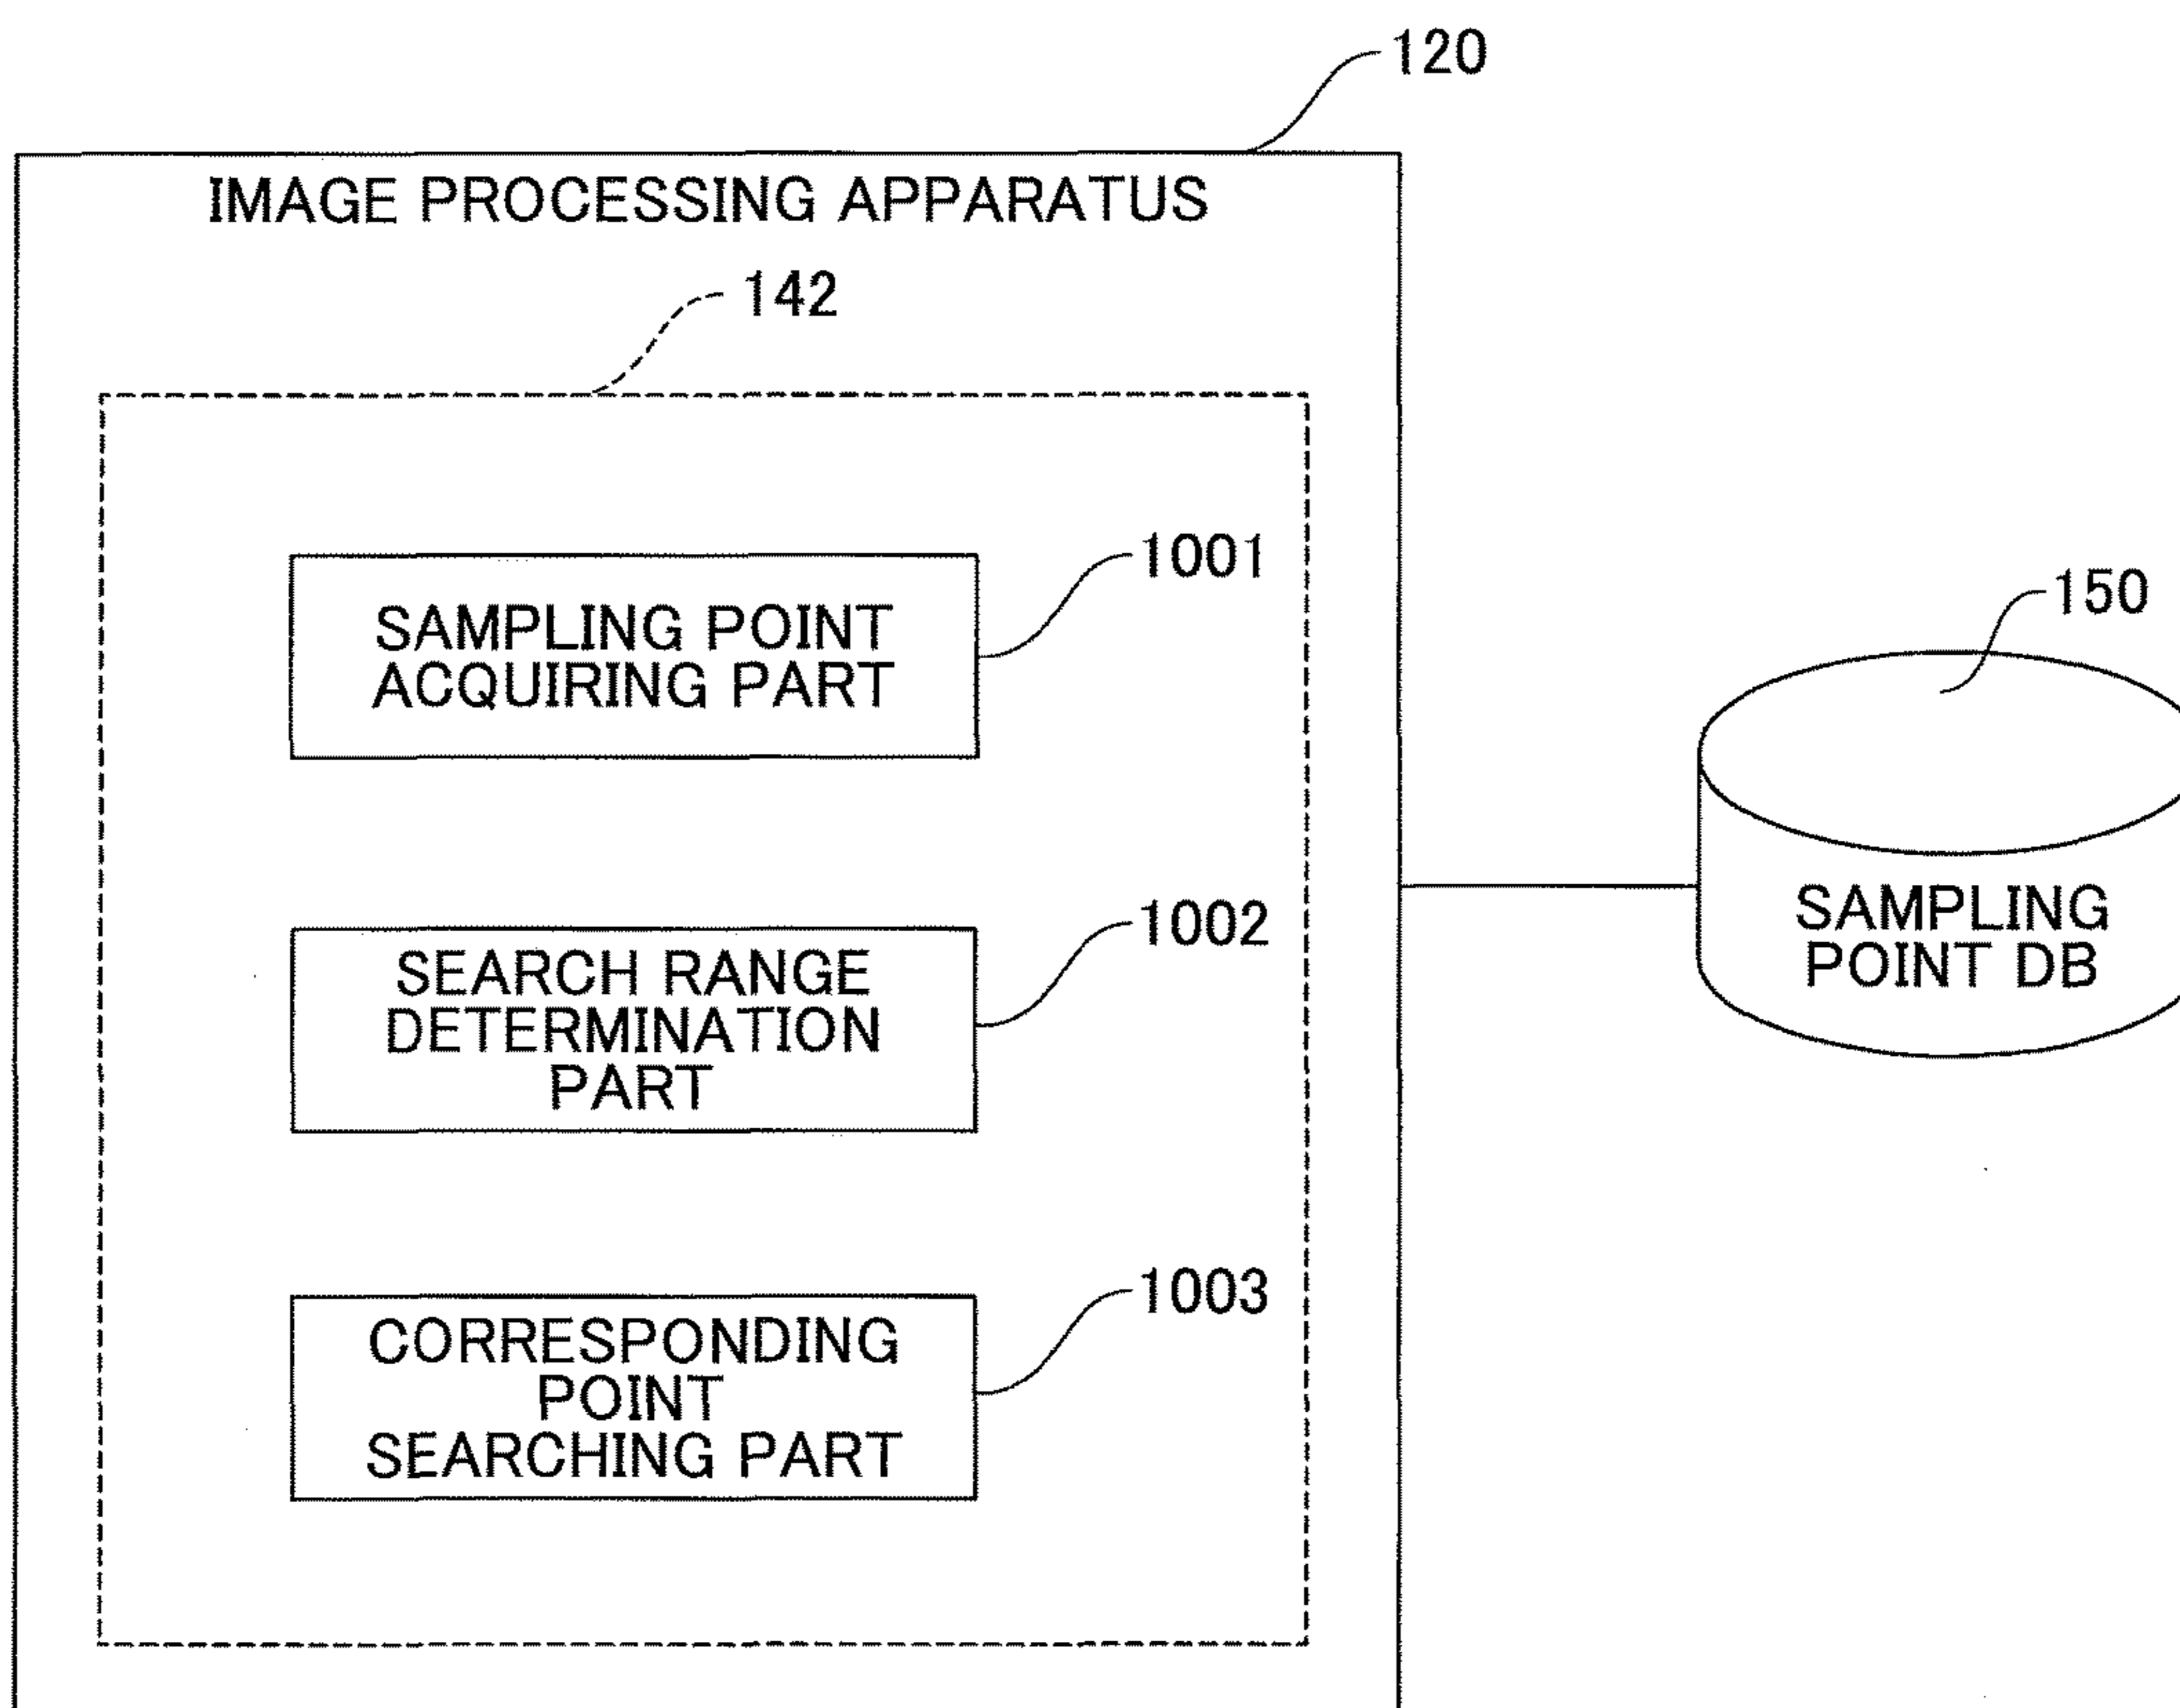 120
IMAGE PROCESSING APPARATUS
142
1001
SAMPLING POINT
ACQUIRING PART
150
1002
SEARCH RANGE
DETERMINATION
PART
SAMPLING
POINT DB
1003
CORRESPONDING
POINT
SEARCHING PART